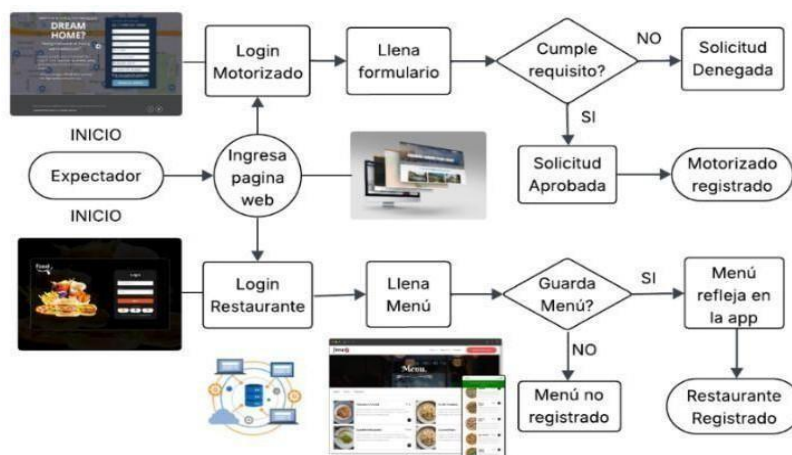 DREAM
HOME?
Login
Motorizado
Llena
formulario
Cumple
requisito?
NO
Solicitud
Denegada
SI
INICIO
Expectador
Ingresa
pagina
web
Solicitud
Aprobada
Motorizado
registrado
INICIO
Login
Restaurante
Llena
Menú
Guarda
Menú?
SI
Menú
refleja en
la app
NO
Menu
Menú no
registrado
Restaurante
Registrado